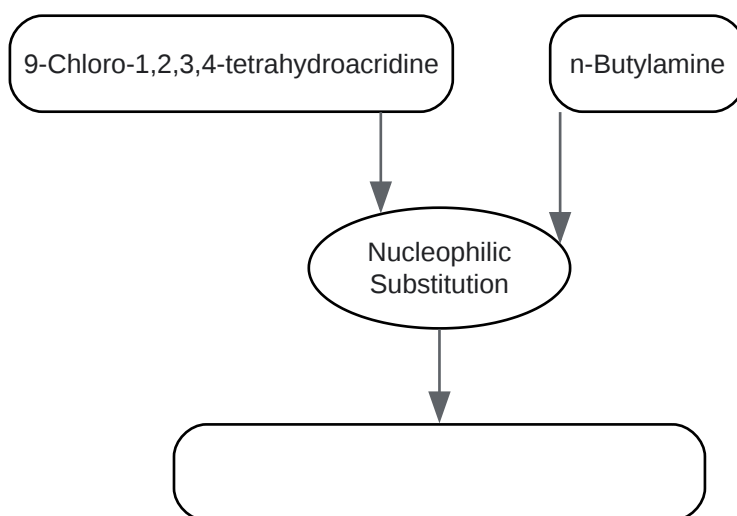 9-Chloro-1,2,3,4-tetrahydroacridine
n-Butylamine
Nucleophilic
Substitution